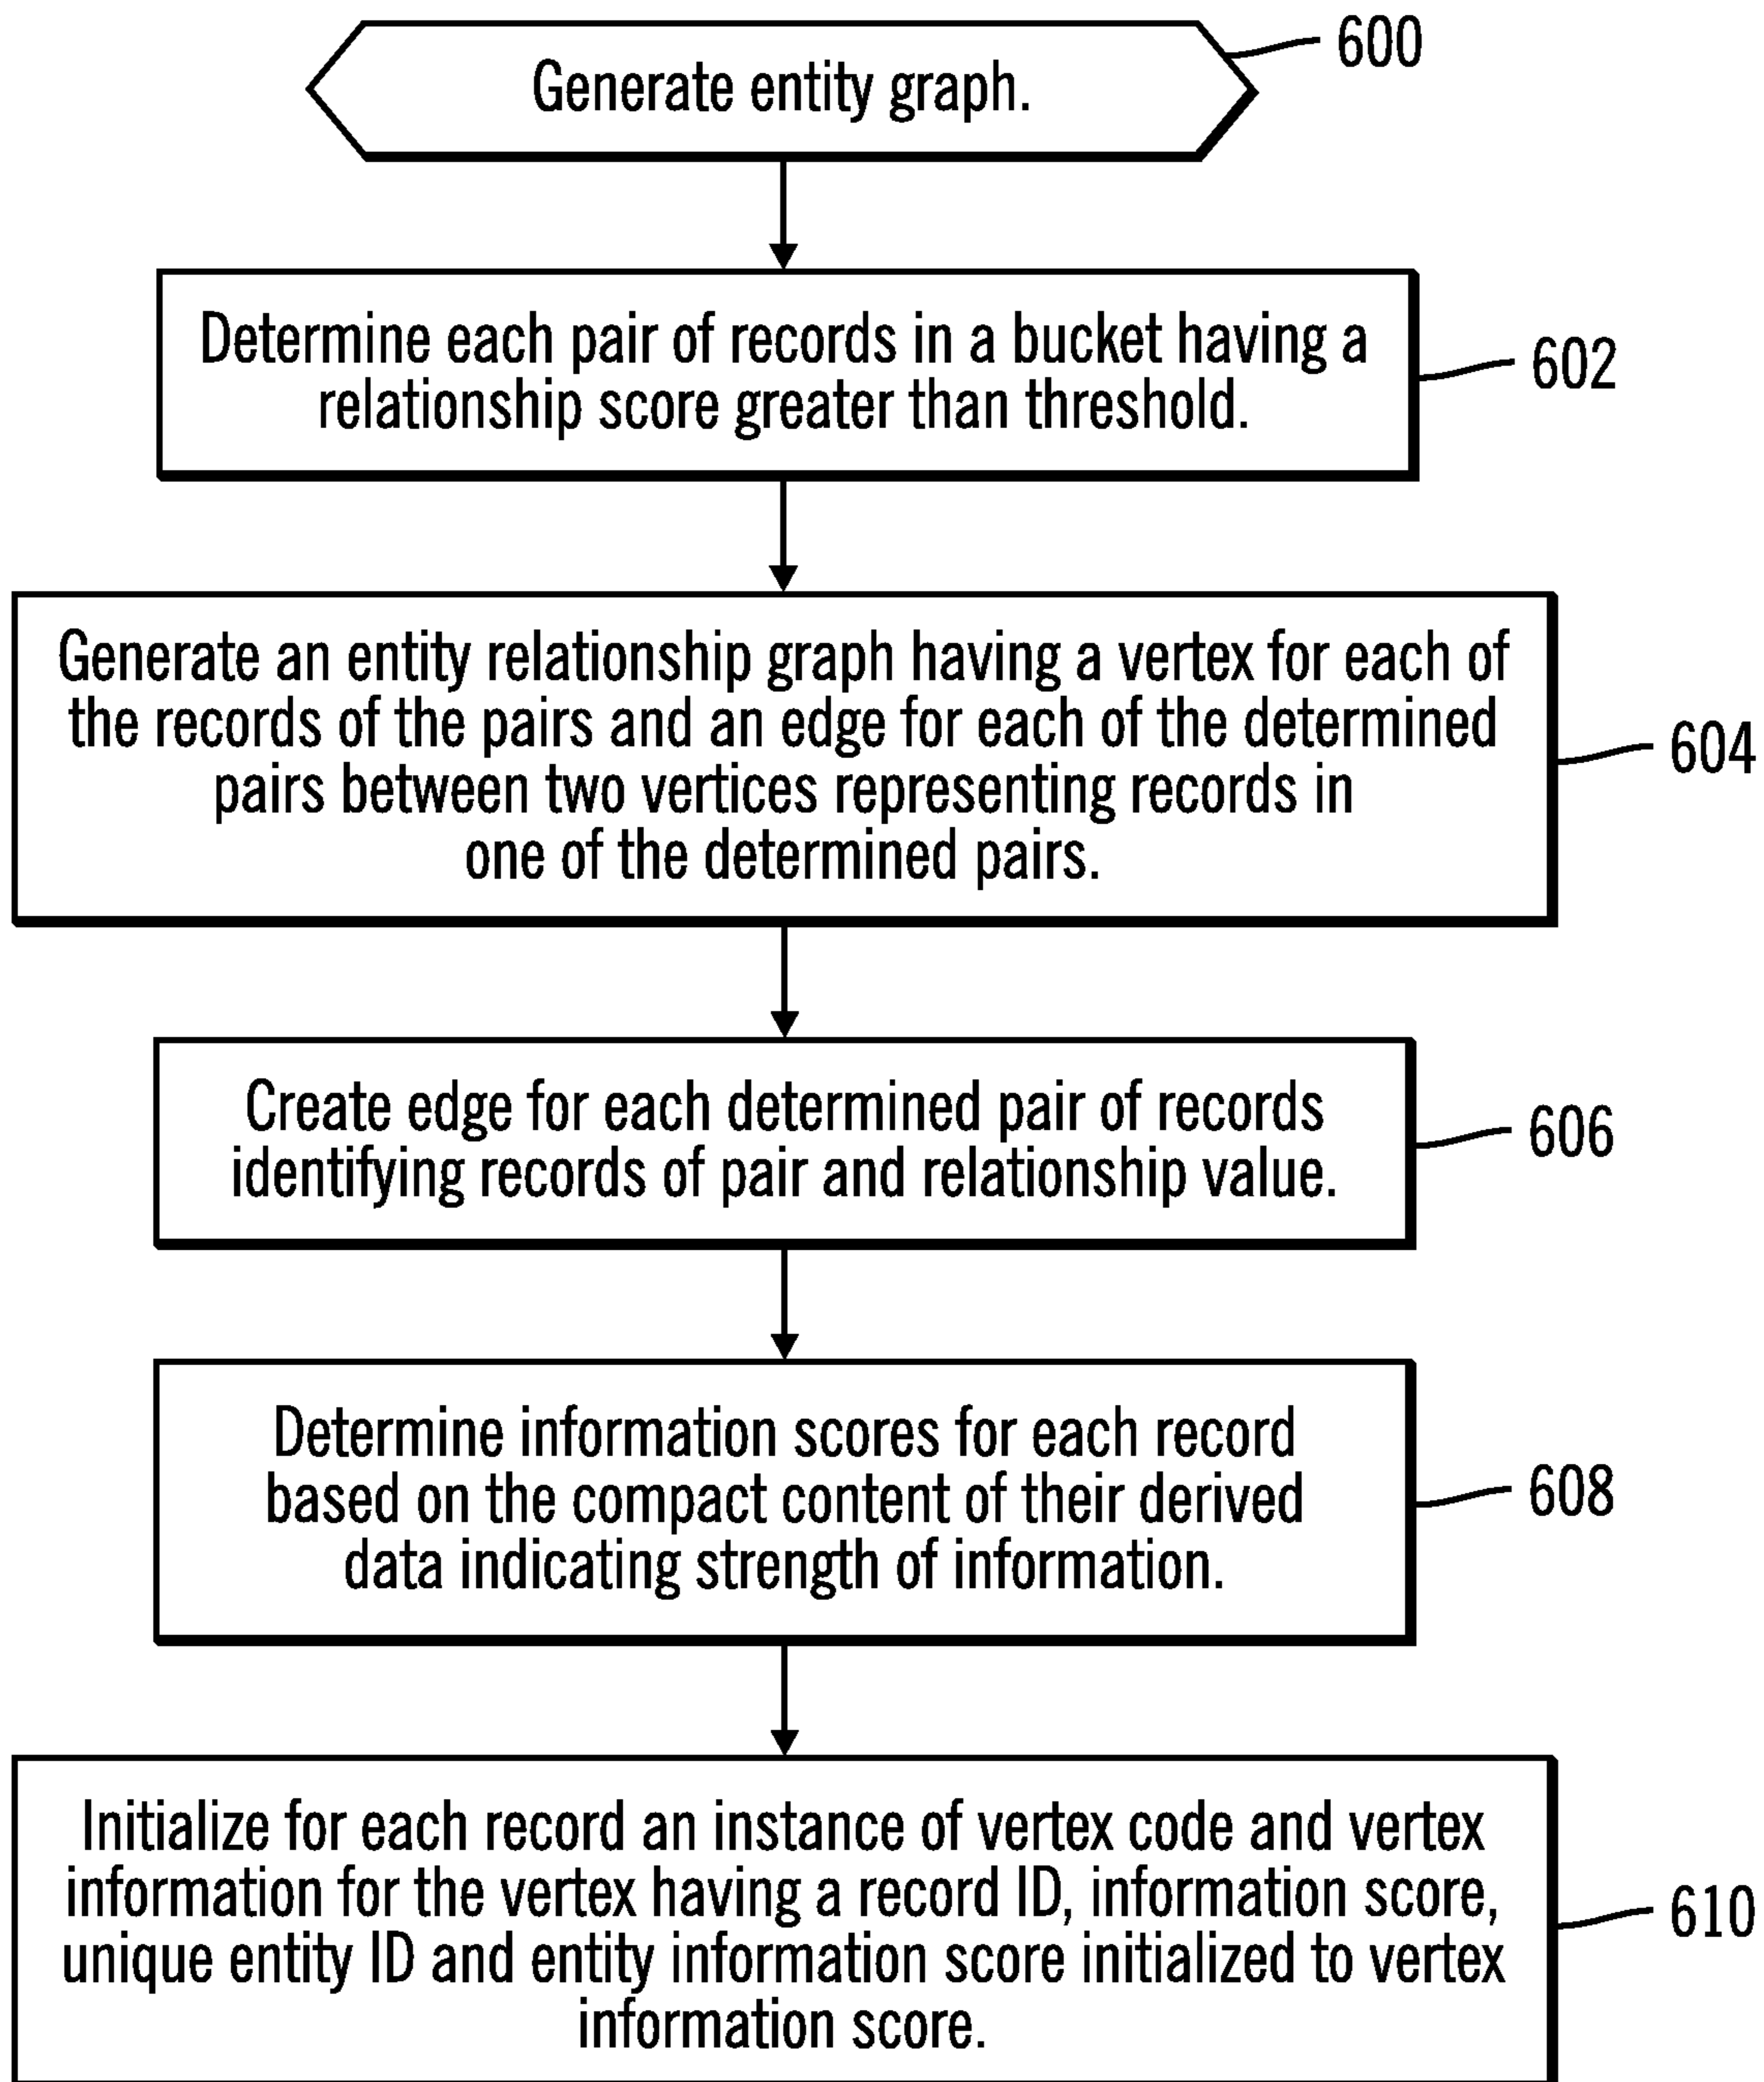 600
Generate entity graph.
Determine each pair of records in a bucket having a
relationship score greater than threshold.
602
Generate an entity relationship graph having a vertex for each of
the records of the pairs and an edge for each of the determined
pairs between two vertices representing records in
one of the determined pairs.
604
Create edge for each determined pair of records
identifying records of pair and relationship value.
606
Determine information scores for each record
based on the compact content of their derived
data indicating strength of information.
608
Initialize for each record an instance of vertex code and vertex
information for the vertex having a record ID, information score,
unique entity ID and entity information score initialized to vertex
information score.
610